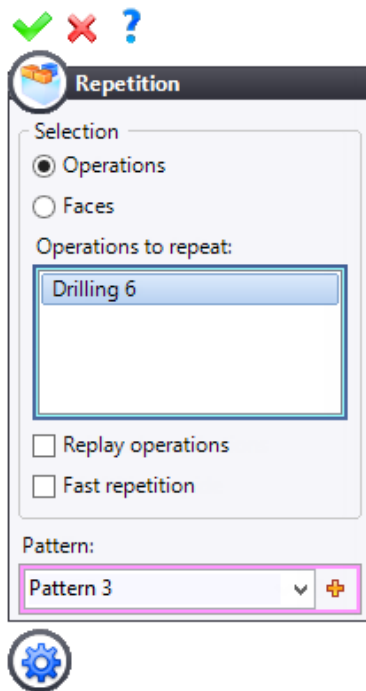 ?
Repetition
Selection
Operations
Faces
Operations to repeat:
Drilling 6
Replay operations
Fast repetition
Pattern:
Pattern 3